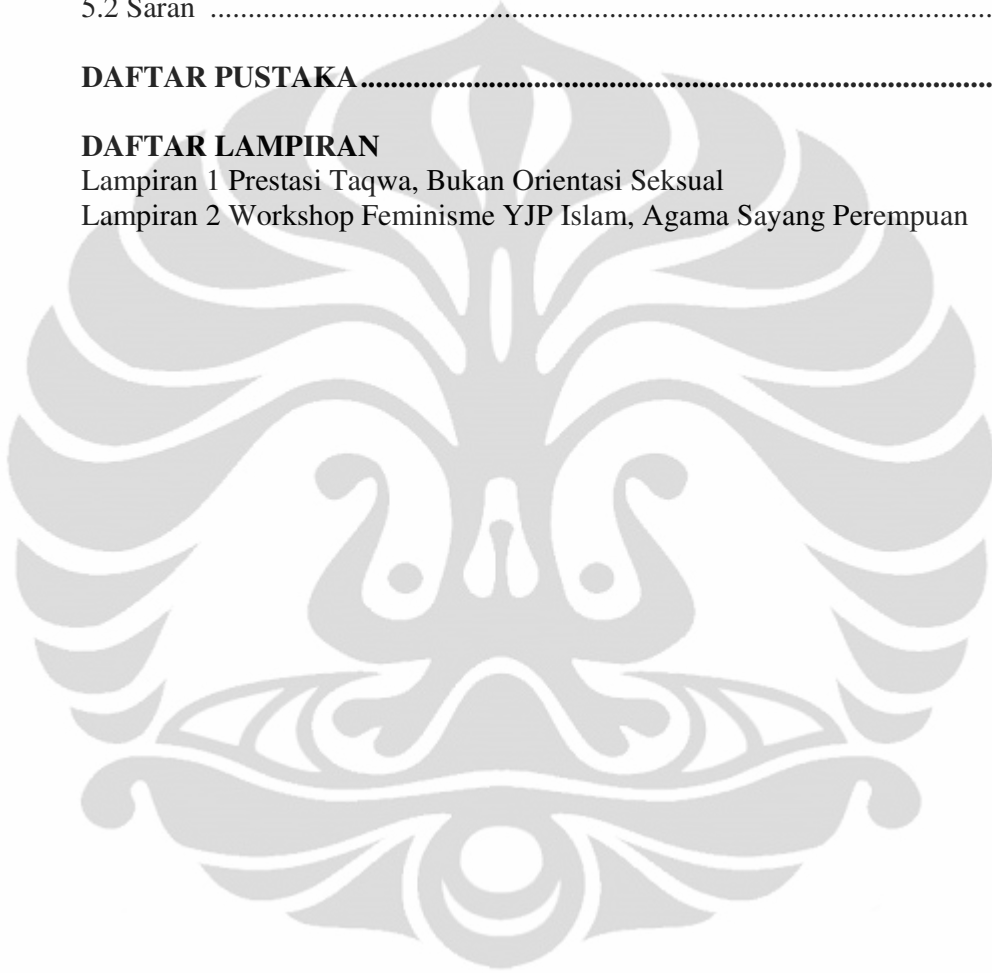 5.2 Saran ........................................................................................................
DAFTAR PUSTAKA....................................................................................
DAFTAR LAMPIRAN
Lampiran 1 Prestasi Taqwa, Bukan Orientasi Seksual
Lampiran 2 Workshop Feminisme YJP Islam, Agama Sayang Perempuan